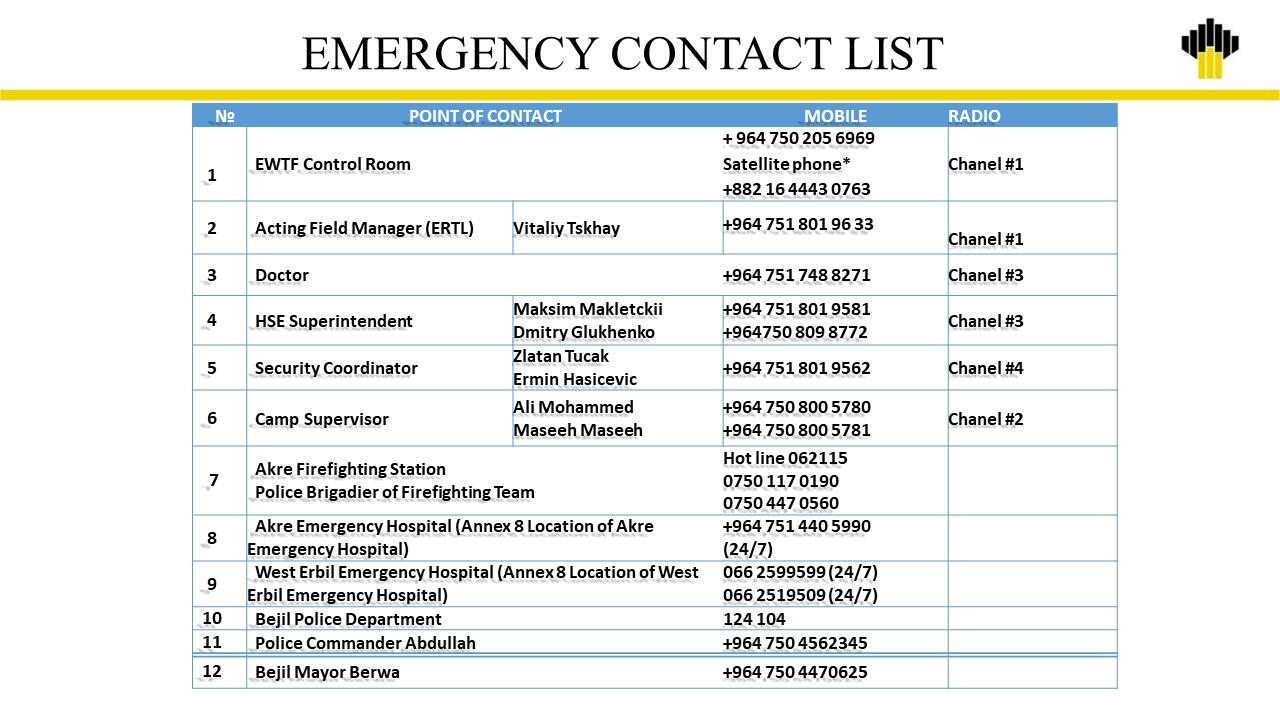 EMERGENCY CONTACT LIST
№ POINT OF CONTACT MOBILE RADIO
1 EWTF Control Room + 964 750 205 6969
Satellite phone*
+882 16 4443 0763 Chanel #1
2 Acting Field Manager (ERTL) Vitaliy Tskhay +964 751 801 96 33 Chanel #1
3 Doctor +964 751 748 8271 Chanel #3
4 HSE Superintendent Maksim Makletckii
Dmitry Glukhenko +964 751 801 9581
+964750 809 8772 Chanel #3
5 Security Coordinator Zlatan Tucak
Ermin Hasicevic +964 751 801 9562 Chanel #4
6 Camp Supervisor Ali Mohammed
Maseeh Maseeh +964 750 800 5780
+964 750 800 5781 Chanel #2
7 Akre Firefighting Station
Police Brigadier of Firefighting Team Hot line 062115
0750 117 0190
0750 447 0560
8 Akre Emergency Hospital (Annex 8 Location of Akre
Emergency Hospital) +964 751 440 5990
(24/7)
9 West Erbil Emergency Hospital (Annex 8 Location of West
Erbil Emergency Hospital) 066 2599599 (24/7)
066 2519509 (24/7)
10 Bejil Police Department 124 104
11 Police Commander Abdullah +964 750 4562345
12 Bejil Mayor Berwa +964 750 4470625